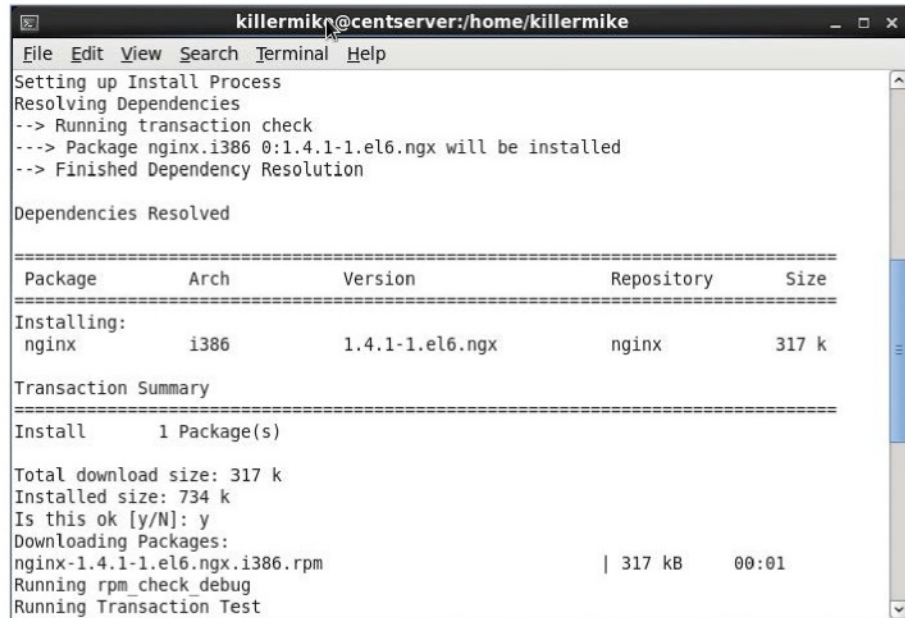 killermike@centserver:/home/killermike
File Edit View Search Terminal Help
Setting up Install Process
Resolving Dependencies
--> Running transaction check
---> Package nginx.i386 0:1.4.1-1.el6.ngx will be installed
--> Finished Dependency Resolution
Dependencies Resolved
================================================================================
Package Arch Version Repository Size
================================================================================
Installing:
nginx i386 1.4.1-1.el6.ngx nginx 317 k
Transaction Summary
================================================================================
Install 1 Package(s)
Total download size: 317 k
Installed size: 734 k
Is this ok [y/N]: y
Downloading Packages:
nginx-1.4.1-1.el6.ngx.i386.rpm | 317 kB 00:01
Running rpm_check_debug
Running Transaction Test